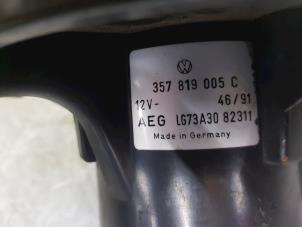 357 819 005 C
12V- 46/91
AEG LG73A30 82311
Made in Germany